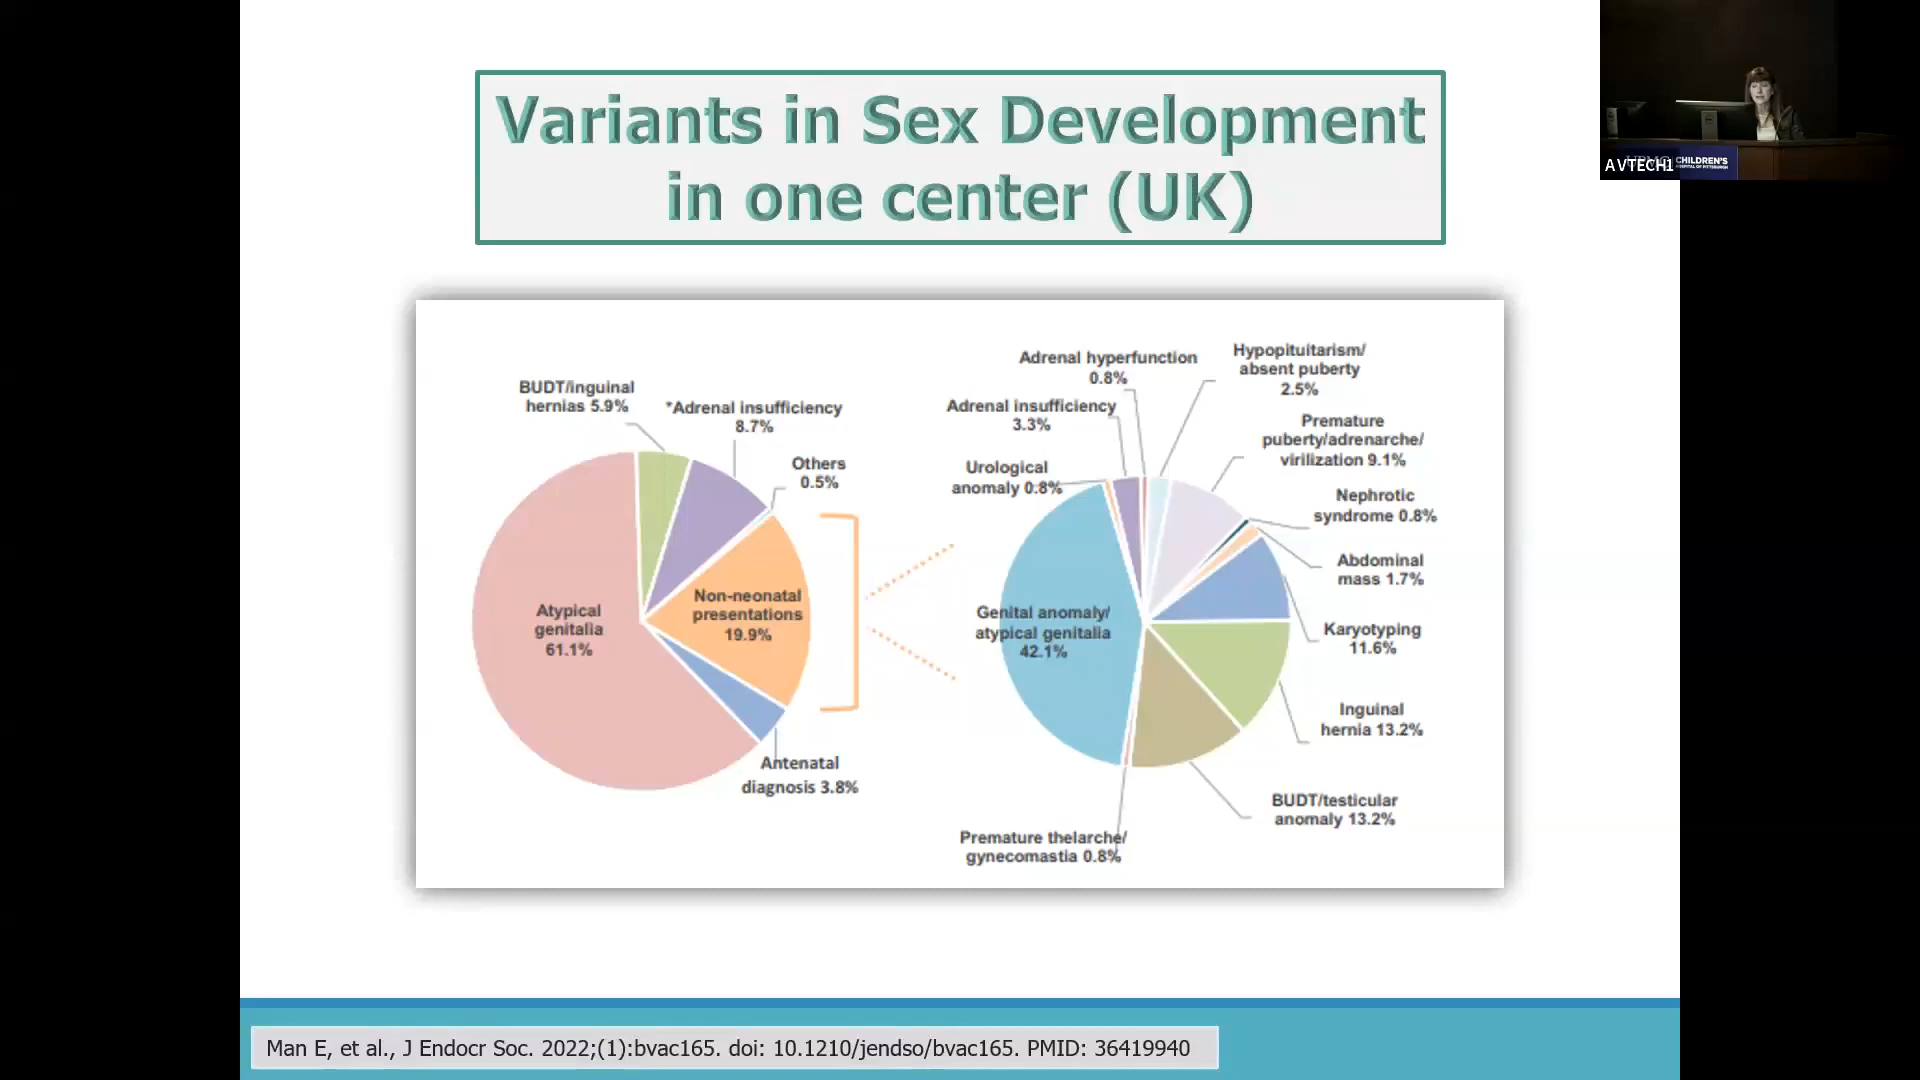 Variants in Sex Development
in one center (UK)
AVTECH1
CHILDREN'S
HOSPITAL OF PITTSBURGH
BUDT/inguinal
hernias 5.9%
*Adrenal insufficiency
8.7%
Others
0.5%
Atypical
genitalia
61.1%
Non-neonatal
presentations
19.9%
Antenatal
diagnosis 3.8%
Adrenal hyperfunction
0.8%
Hypopituitarism/
absent puberty
2.5%
Adrenal insufficiency
3.3%
Premature
puberty/adrenarche/
virilization 9.1%
Urological
anomaly 0.8%
Nephrotic
syndrome 0.8%
Abdominal
mass 1.7%
Genital anomaly/
atypical genitalia
42.1%
Karyotyping
11.6%
Inguinal
hernia 13.2%
BUDT/testicular
anomaly 13.2%
Premature thelarche/
gynecomastia 0.8%
Man E, et al., J Endocr Soc. 2022;(1):bvac165. doi: 10.1210/jendso/bvac165. PMID: 36419940